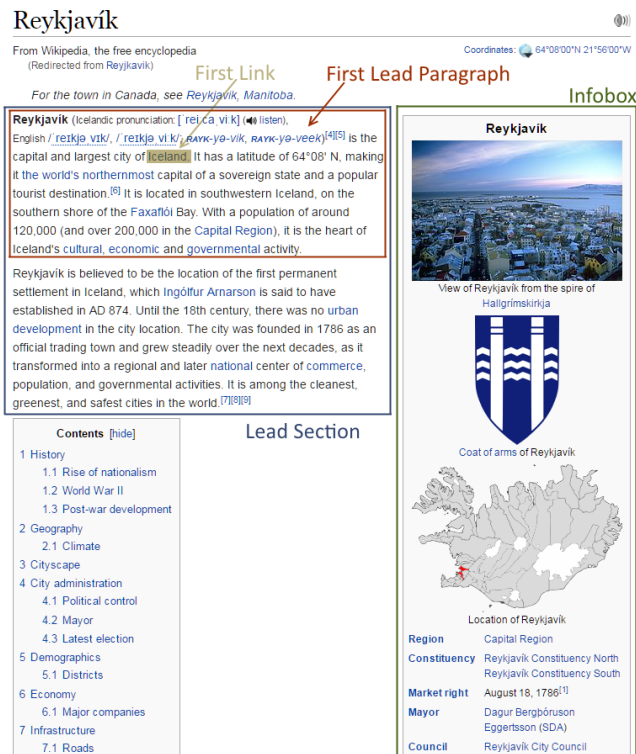 Reykjavík
From Wikipedia, the free encyclopedia
(Redirected from Reyjkavik)
Coordinates: 64°08′00″N 21°56′00″W
First Link
First Lead Paragraph
Infobox
For the town in Canada, see Reykjavik, Manitoba.
Reykjavík (Icelandic pronunciation: [ˈreiːcaˌviːk] (listen),
English /ˈreɪkjəˌvɪk/, /ˈreɪkjəˌviːk/; RAYK-yə-vik, RAYK-yə-veek)[4][5] is the
capital and largest city of Iceland. It has a latitude of 64°08' N, making
it the world's northernmost capital of a sovereign state and a popular
tourist destination.[6] It is located in southwestern Iceland, on the
southern shore of the Faxaflói Bay. With a population of around
120,000 (and over 200,000 in the Capital Region), it is the heart of
Iceland's cultural, economic and governmental activity.
Reykjavík is believed to be the location of the first permanent
settlement in Iceland, which Ingólfur Arnarson is said to have
established in AD 874. Until the 18th century, there was no urban
development in the city location. The city was founded in 1786 as an
official trading town and grew steadily over the next decades, as it
transformed into a regional and later national center of commerce,
population, and governmental activities. It is among the cleanest,
greenest, and safest cities in the world.[7][8][9]
Lead Section
Contents [hide]
1 History
1.1 Rise of nationalism
1.2 World War II
1.3 Post-war development
2 Geography
2.1 Climate
3 Cityscape
4 City administration
4.1 Political control
4.2 Mayor
4.3 Latest election
5 Demographics
5.1 Districts
6 Economy
6.1 Major companies
7 Infrastructure
7.1 Roads
Reykjavík
View of Reykjavík from the spire of
Hallgrímskirkja
Coat of arms of Reykjavík
Location of Reykjavík
Region Capital Region
Constituency Reykjavík Constituency North
Reykjavík Constituency South
Market right August 18, 1786[1]
Mayor Dagur Bergþóruson
Eggertsson (SDA)
Council Reykjavík City Council